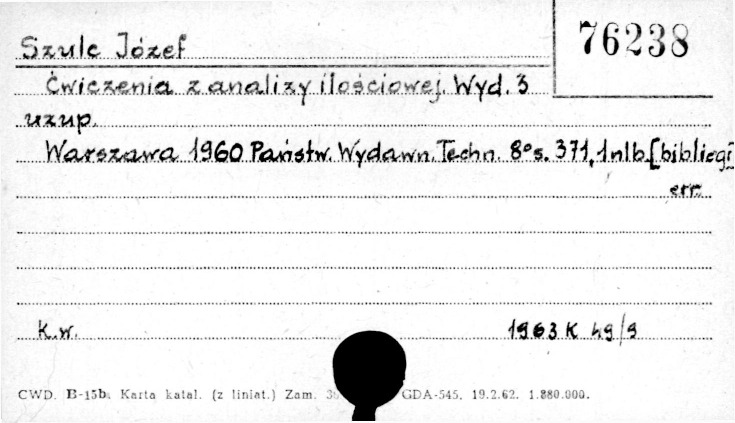 76238
Szulc Józef
Ćwiczenia z analizy ilościowej. Wyd. 3
uzup.
Warszawa 1960 Państw. Wydawn. Techn. 8° s. 371, 1 nlb. [bibliogr]
err.
k.w. 1963 K 49/9
CWD. B-15b. Karta katal. (z liniat.) Zam. GDA-545. 19.2.62. 1.880.000.